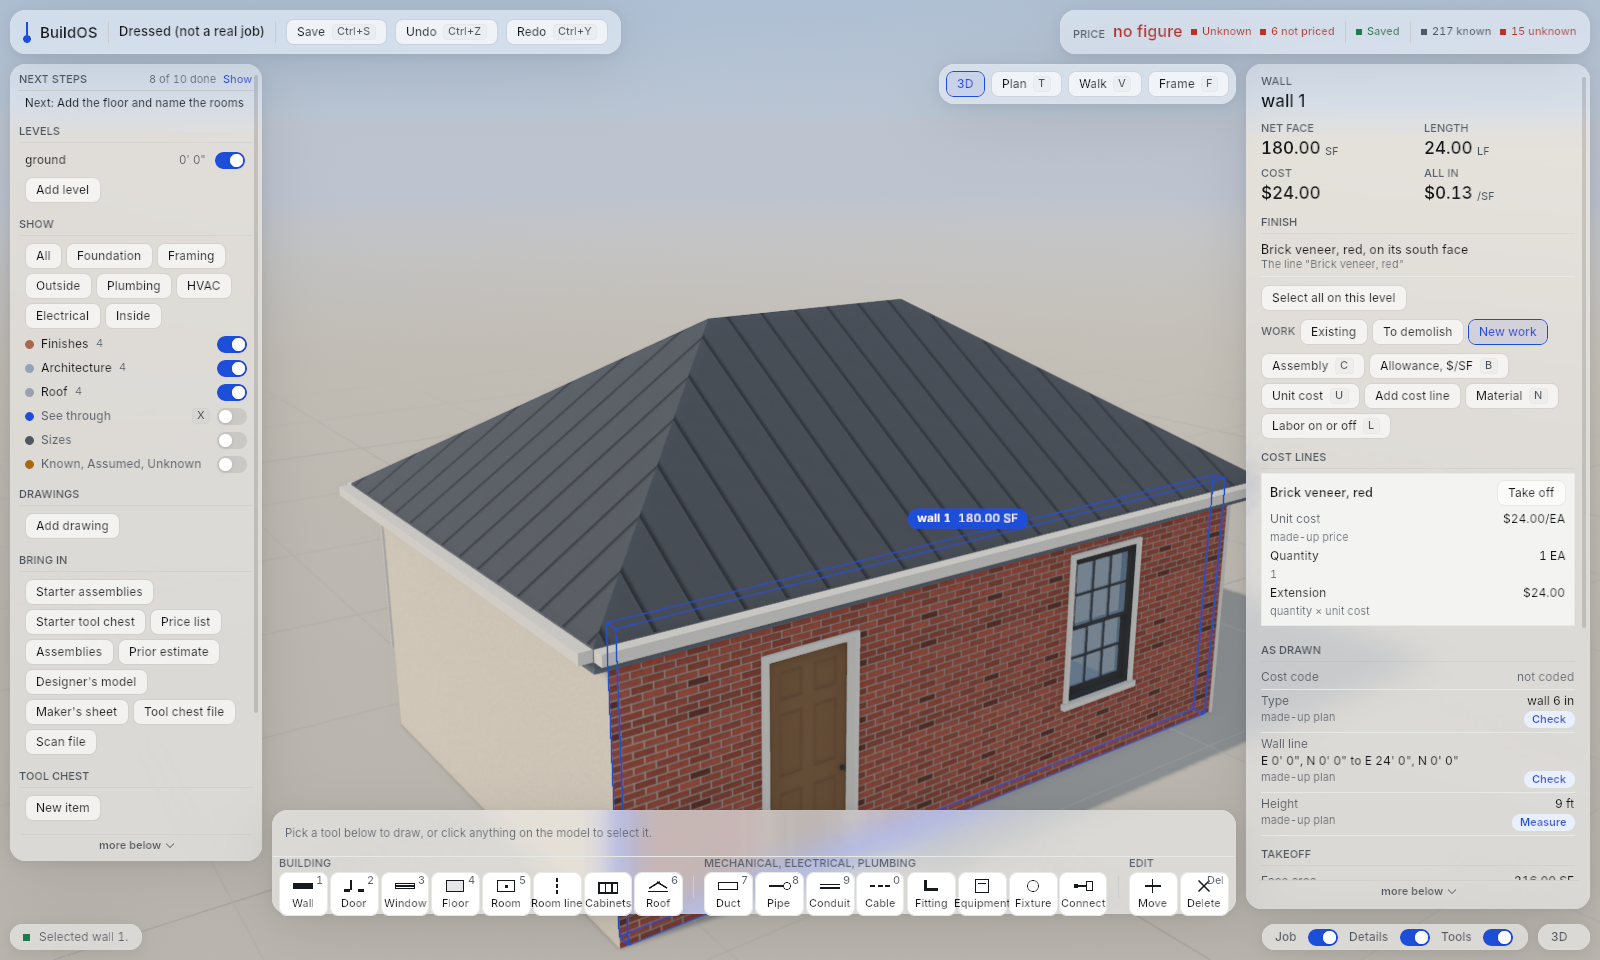 BuildOS
Dressed (not a real job)
Save Ctrl+S
Undo Ctrl+Z
Redo Ctrl+Y
PRICE no figure
Unknown
6 not priced
Saved
217 known
15 unknown
NEXT STEPS 8 of 10 done Show
Next: Add the floor and name the rooms
LEVELS
ground 0' 0"
Add level
SHOW
All Foundation Framing
Outside Plumbing HVAC
Electrical Inside
Finishes 4
Architecture 4
Roof 4
See through X
Sizes
Known, Assumed, Unknown
DRAWINGS
Add drawing
BRING IN
Starter assemblies
Starter tool chest Price list
Assemblies Prior estimate
Designer's model
Maker's sheet Tool chest file
Scan file
TOOL CHEST
New item
more below
Selected wall 1.
3D
Plan T
Walk V
Frame F
wall 1 180.00 SF
Pick a tool below to draw, or click anything on the model to select it.
BUILDING
1 Wall
2 Door
3 Window
4 Floor
5 Room
Room line
Cabinets
6 Roof
MECHANICAL, ELECTRICAL, PLUMBING
7 Duct
8 Pipe
9 Conduit
0 Cable
Fitting
Equipment
Fixture
Connect
EDIT
Move
Del Delete
WALL
wall 1
NET FACE LENGTH
180.00 SF 24.00 LF
COST ALL IN
$24.00 $0.13 /SF
FINISH
Brick veneer, red, on its south face
The line "Brick veneer, red"
Select all on this level
WORK Existing To demolish New work
Assembly C Allowance, $/SF B
Unit cost U Add cost line Material N
Labor on or off L
COST LINES
Brick veneer, red Take off
Unit cost $24.00/EA
made-up price
Quantity 1 EA
1
Extension $24.00
quantity × unit cost
AS DRAWN
Cost code not coded
Type wall 6 in
made-up plan Check
Wall line
E 0' 0", N 0' 0" to E 24' 0", N 0' 0"
made-up plan Check
Height 9 ft
made-up plan Measure
TAKEOFF
Face area 216.00 SF
more below
Job Details Tools 3D